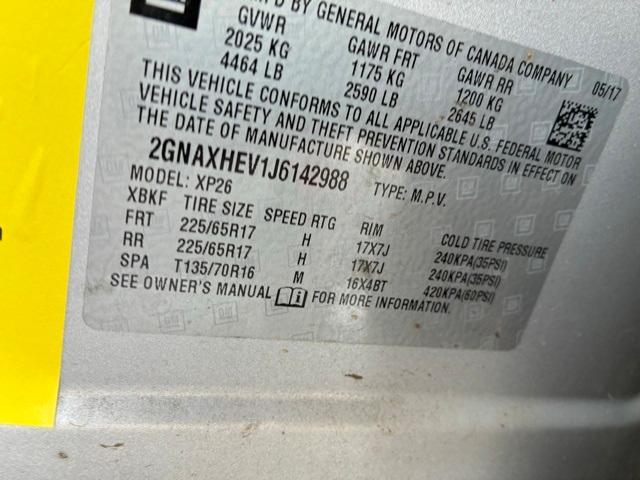 BY GENERAL MOTORS OF CANADA COMPANY
GVWR GAWR FRT GAWR RR 05/17
2025 KG 1175 KG 1200 KG
4464 LB 2590 LB 2645 LB
THIS VEHICLE CONFORMS TO ALL APPLICABLE U.S. FEDERAL MOTOR
VEHICLE SAFETY AND THEFT PREVENTION STANDARDS IN EFFECT ON
THE DATE OF MANUFACTURE SHOWN ABOVE.
2GNAXHEV1J6142988 TYPE: M.P.V.
MODEL: XP26
XBKF TIRE SIZE SPEED RTG RIM COLD TIRE PRESSURE
FRT 225/65R17 H 17X7J 240KPA(35PSI)
RR 225/65R17 H 17X7J 240KPA(35PSI)
SPA T135/70R16 M 16X4BT 420KPA(60PSI)
SEE OWNER'S MANUAL FOR MORE INFORMATION.